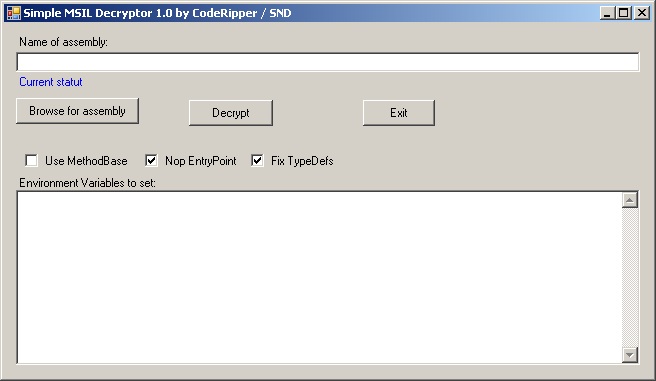 Simple MSIL Decryptor 1.0 by CodeRipper / SND
Name of assembly:
Current statut
Browse for assembly Decrypt Exit
Use MethodBase Nop EntryPoint Fix TypeDefs
Environment Variables to set: